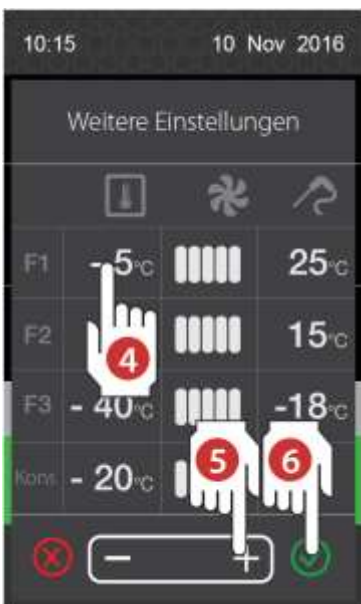 10:15 10 Nov 2016
Weitere Einstellungen
F1 - 5°C 25°C
F2 15°C
4
F3 - 40°C -18°C
5 6
Kons - 20°C
− +